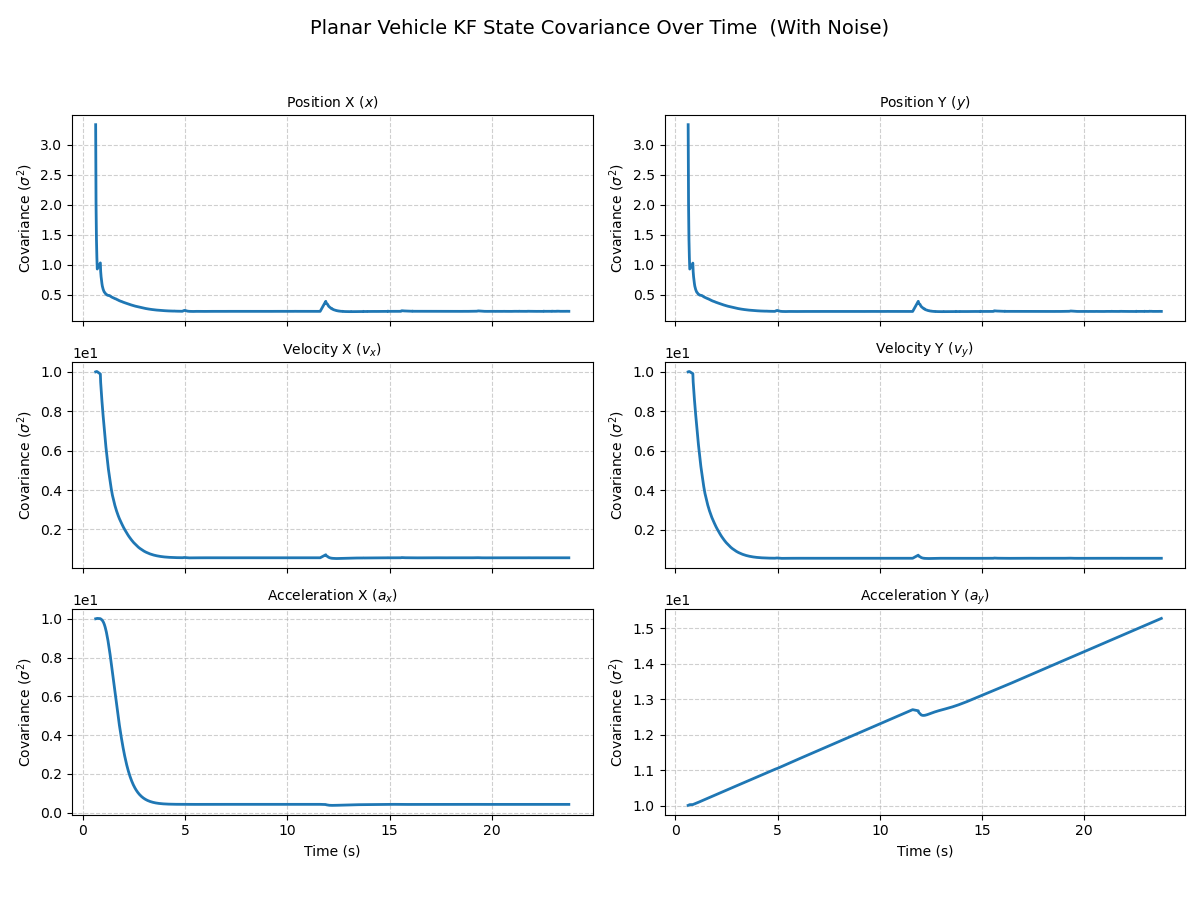 Planar Vehicle KF State Covariance Over Time (With Noise)
Position X (x)
Covariance (σ²)
3.0
2.5
2.0
1.5
1.0
0.5
Position Y (y)
Covariance (σ²)
3.0
2.5
2.0
1.5
1.0
0.5
1e1
Velocity X (vₓ)
Covariance (σ²)
1.0
0.8
0.6
0.4
0.2
1e1
Velocity Y (v_y)
Covariance (σ²)
1.0
0.8
0.6
0.4
0.2
1e1
Acceleration X (aₓ)
Covariance (σ²)
1.0
0.8
0.6
0.4
0.2
0.0
0 5 10 15 20
Time (s)
1e1
Acceleration Y (a_y)
Covariance (σ²)
1.5
1.4
1.3
1.2
1.1
1.0
0 5 10 15 20
Time (s)